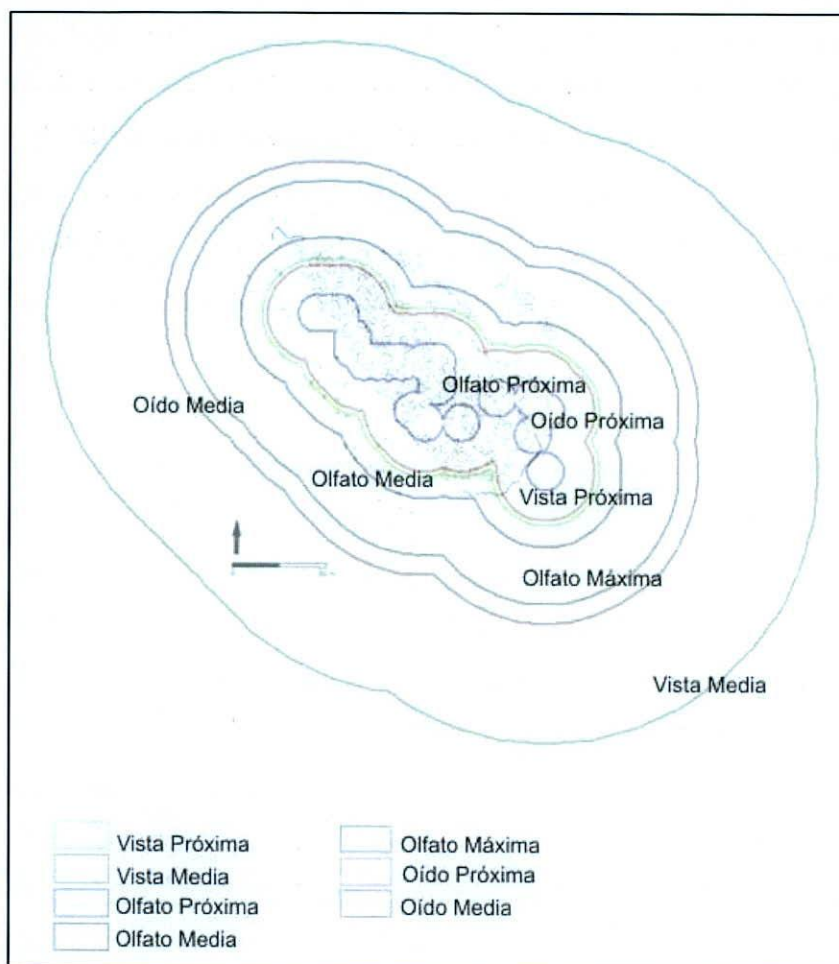 Olfato Próxima
Oído Media
Oído Próxima
Olfato Media
Vista Próxima
Olfato Máxima
Vista Media
Vista Próxima
Olfato Máxima
Vista Media
Oído Próxima
Olfato Próxima
Oído Media
Olfato Media